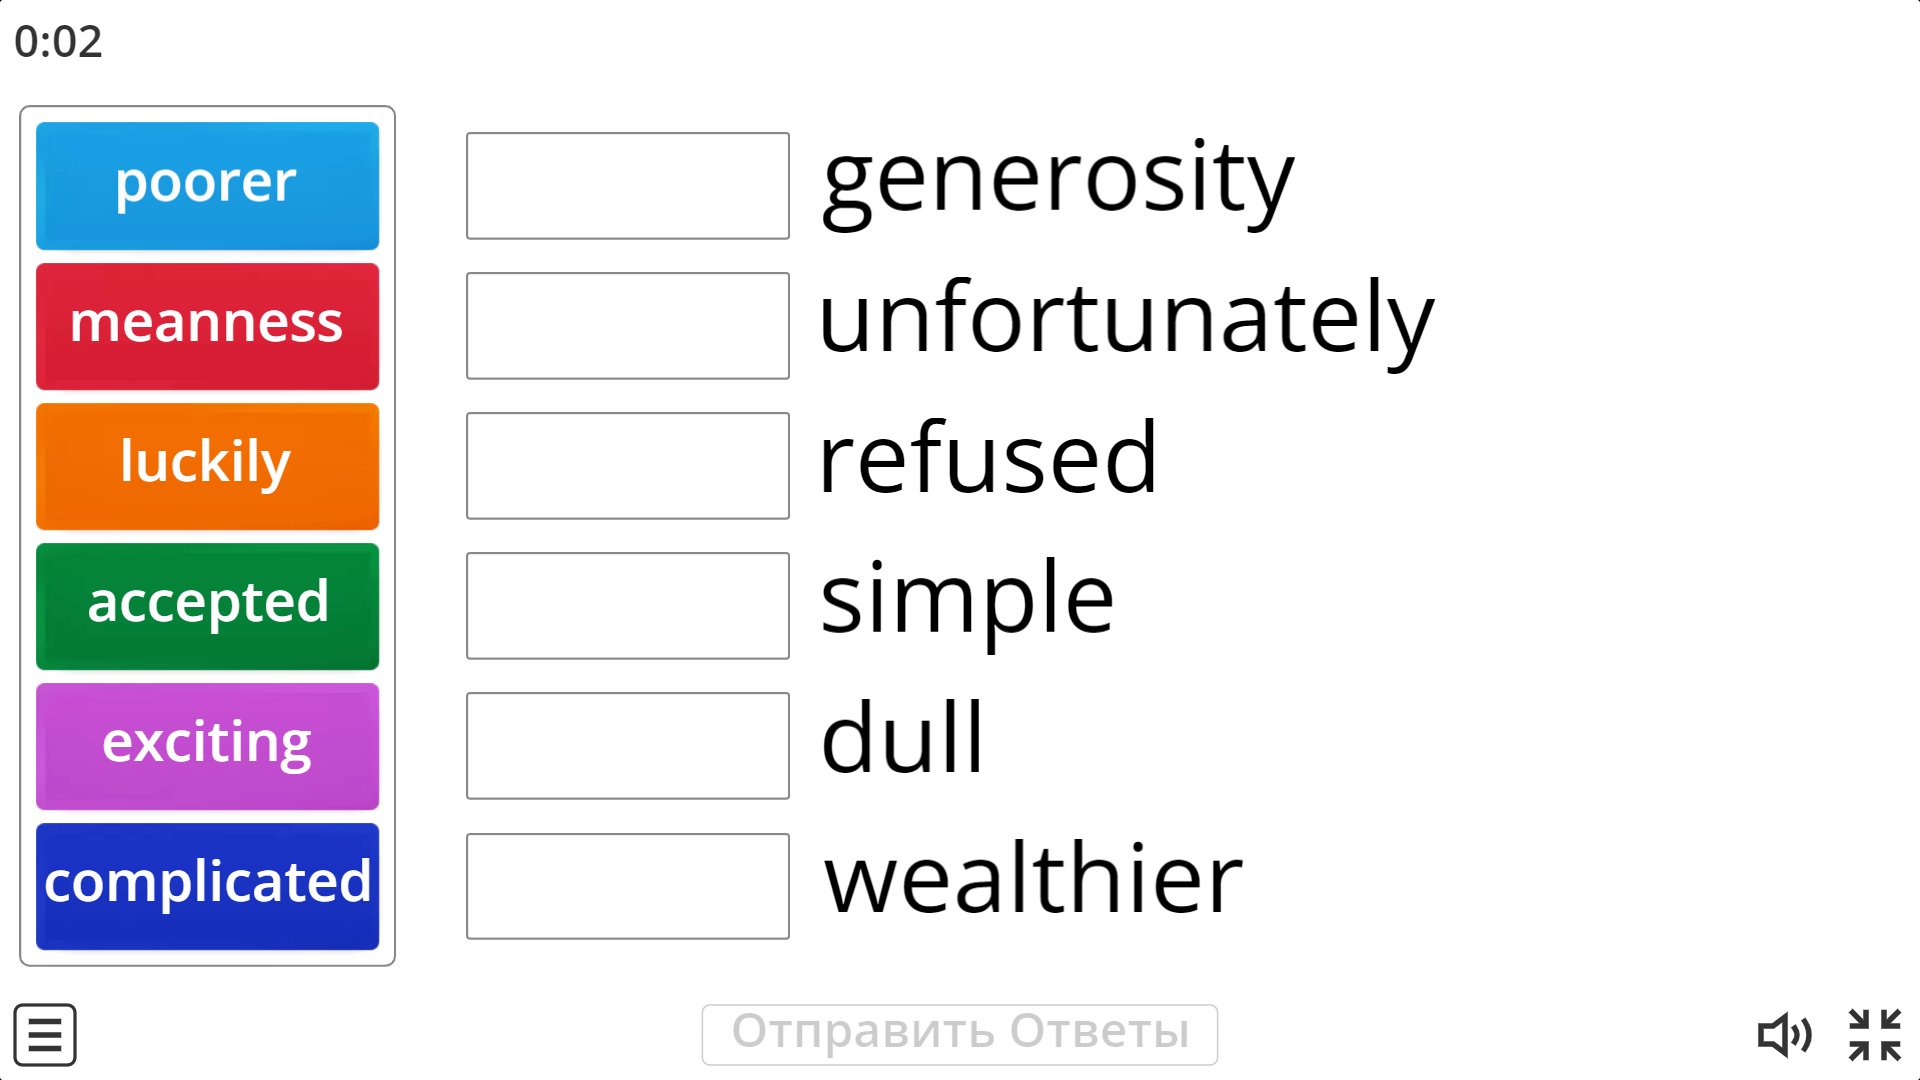 0:02
poorer
meanness
luckily
accepted
exciting
complicated
generosity
unfortunately
refused
simple
dull
wealthier
Отправить Ответы